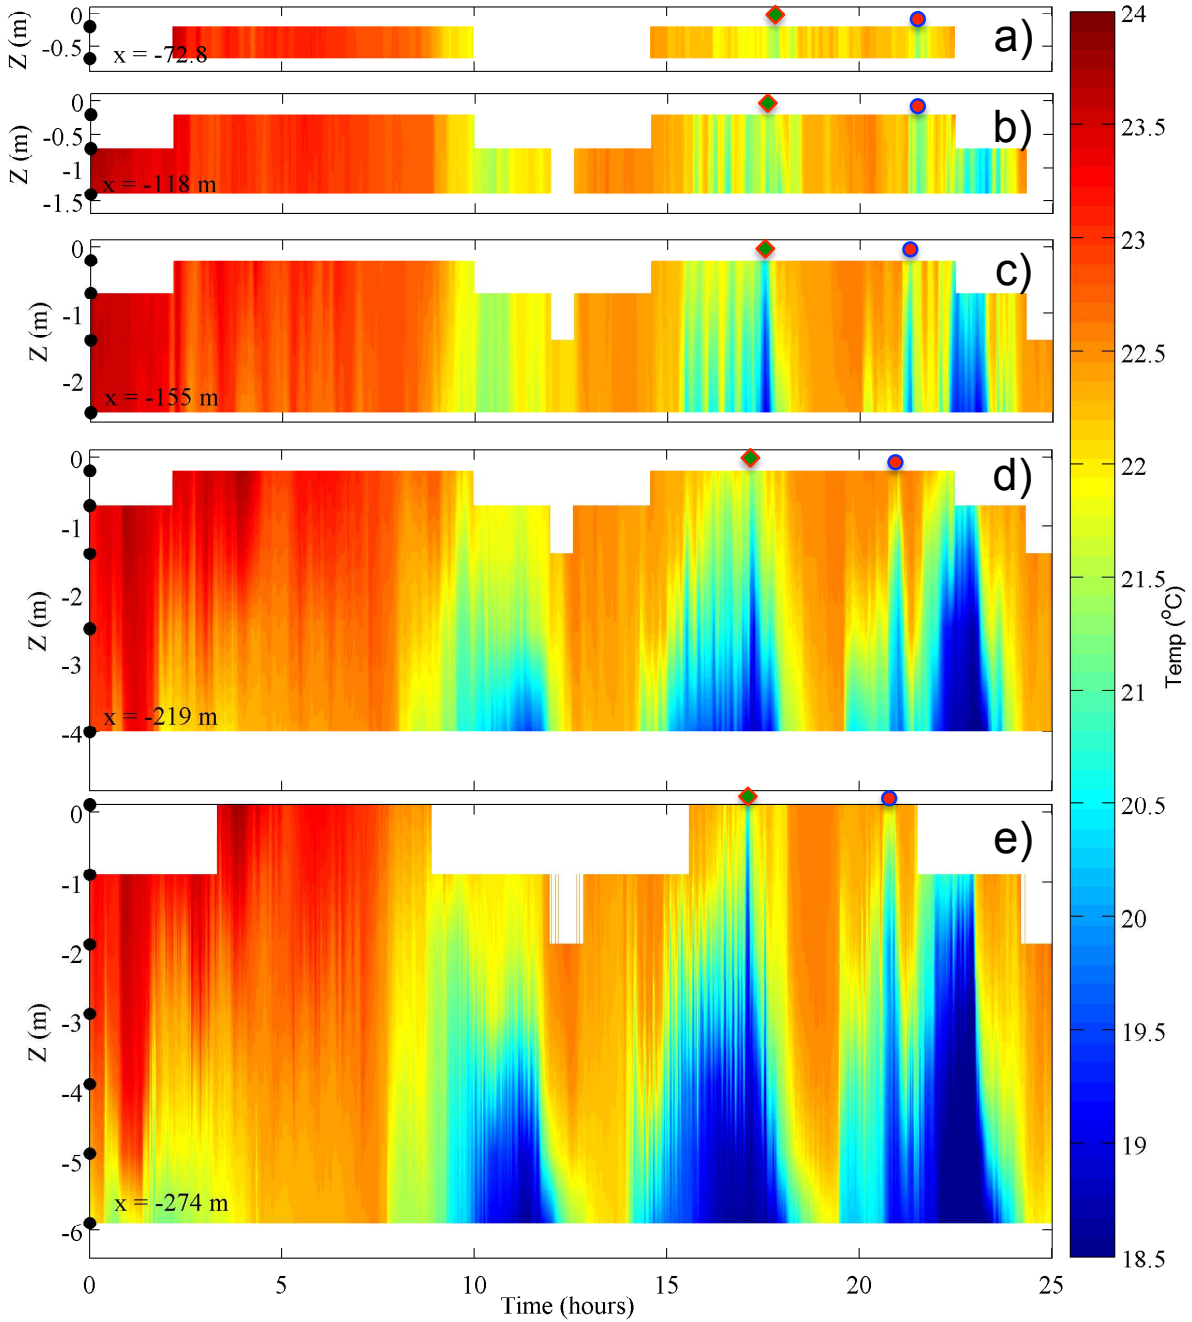 0
-0.5
Z (m)
x = -72.8
a)
0
-0.5
-1
-1.5
Z (m)
x = -118 m
b)
0
-1
-2
Z (m)
x = -155 m
c)
0
-1
-2
-3
-4
Z (m)
x = -219 m
d)
0
-1
-2
-3
-4
-5
-6
Z (m)
x = -274 m
e)
0 5 10 15 20 25
Time (hours)
24
23.5
23
22.5
22
21.5
21
20.5
20
19.5
19
18.5
Temp (°C)